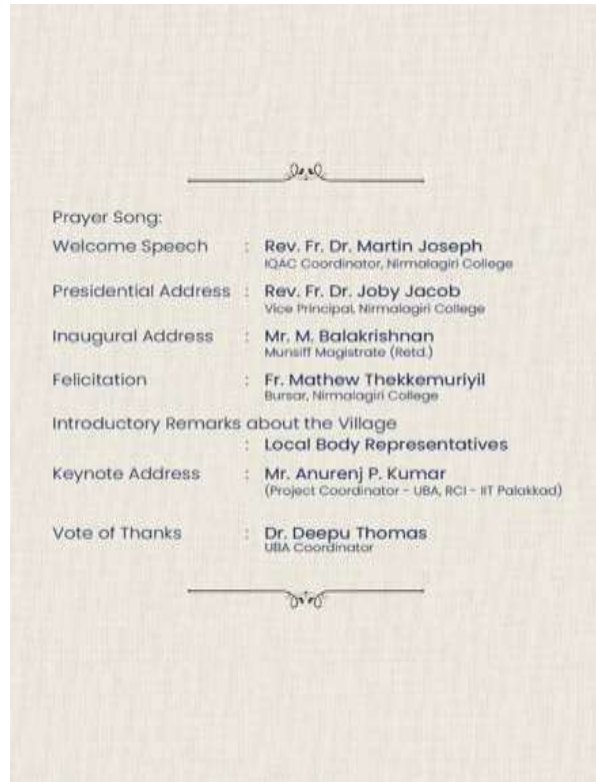 Prayer Song:
Welcome Speech : Rev. Fr. Dr. Martin Joseph
IQAC Coordinator, Nirmalagiri College
Presidential Address : Rev. Fr. Dr. Joby Jacob
Vice Principal, Nirmalagiri College
Inaugural Address : Mr. M. Balakrishnan
Munsiff Magistrate (Retd.)
Felicitation : Fr. Mathew Thekkemuriyil
Bursar, Nirmalagiri College
Introductory Remarks about the Village
: Local Body Representatives
Keynote Address : Mr. Anurenj P. Kumar
(Project Coordinator - UBA, RCI - IIT Palakkad)
Vote of Thanks : Dr. Deepu Thomas
UBA Coordinator